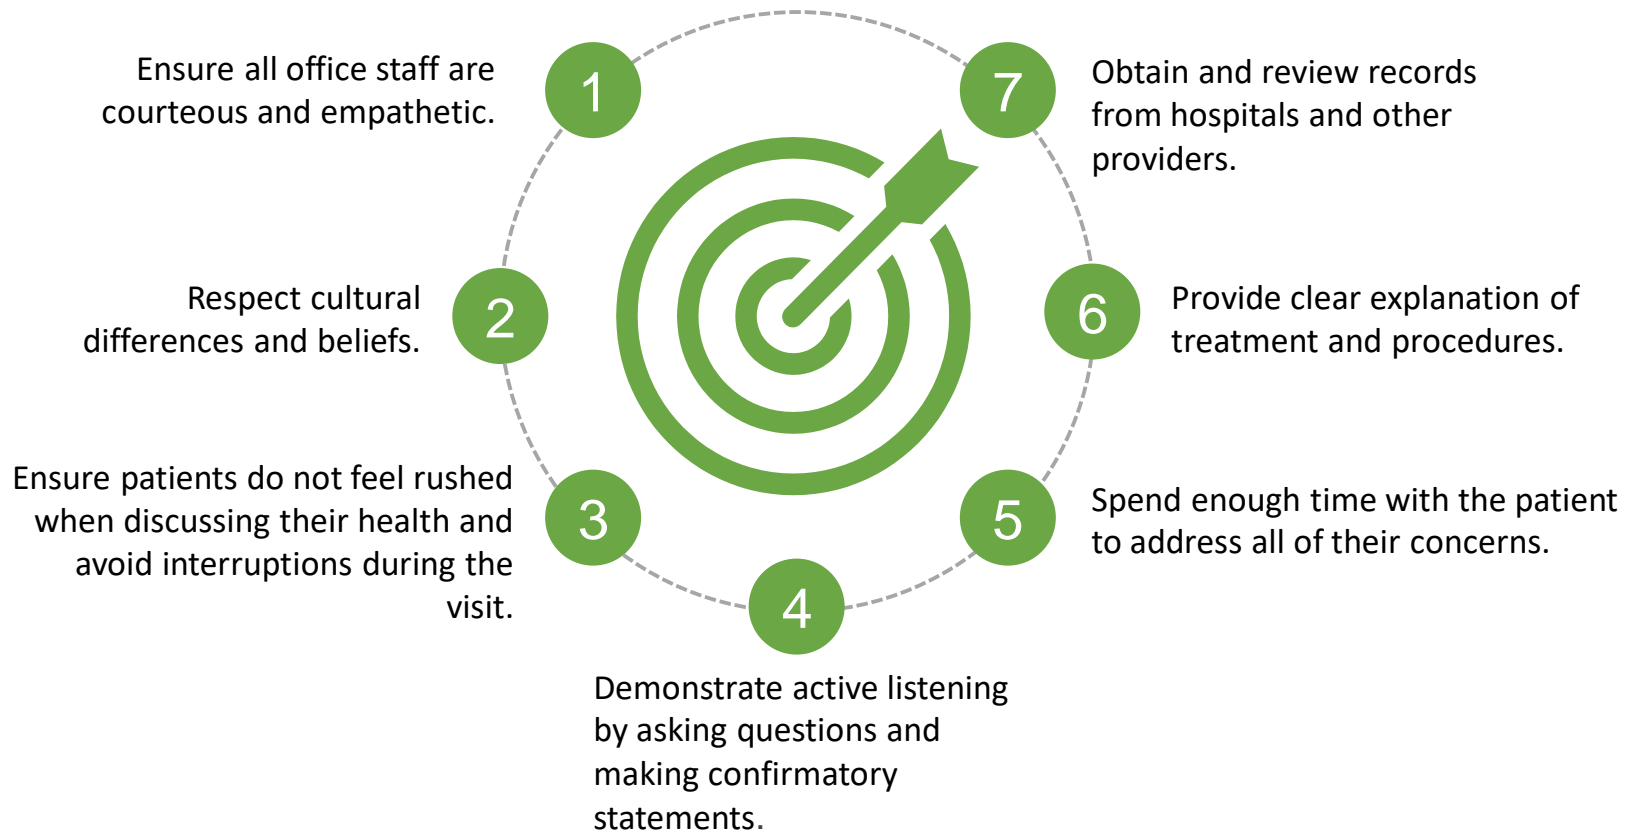 1
Ensure all office staff are
courteous and empathetic.
2
Respect cultural
differences and beliefs.
3
Ensure patients do not feel rushed
when discussing their health and
avoid interruptions during the
visit.
4
Demonstrate active listening
by asking questions and
making confirmatory
statements.
5
Spend enough time with the patient
to address all of their concerns.
6
Provide clear explanation of
treatment and procedures.
7
Obtain and review records
from hospitals and other
providers.